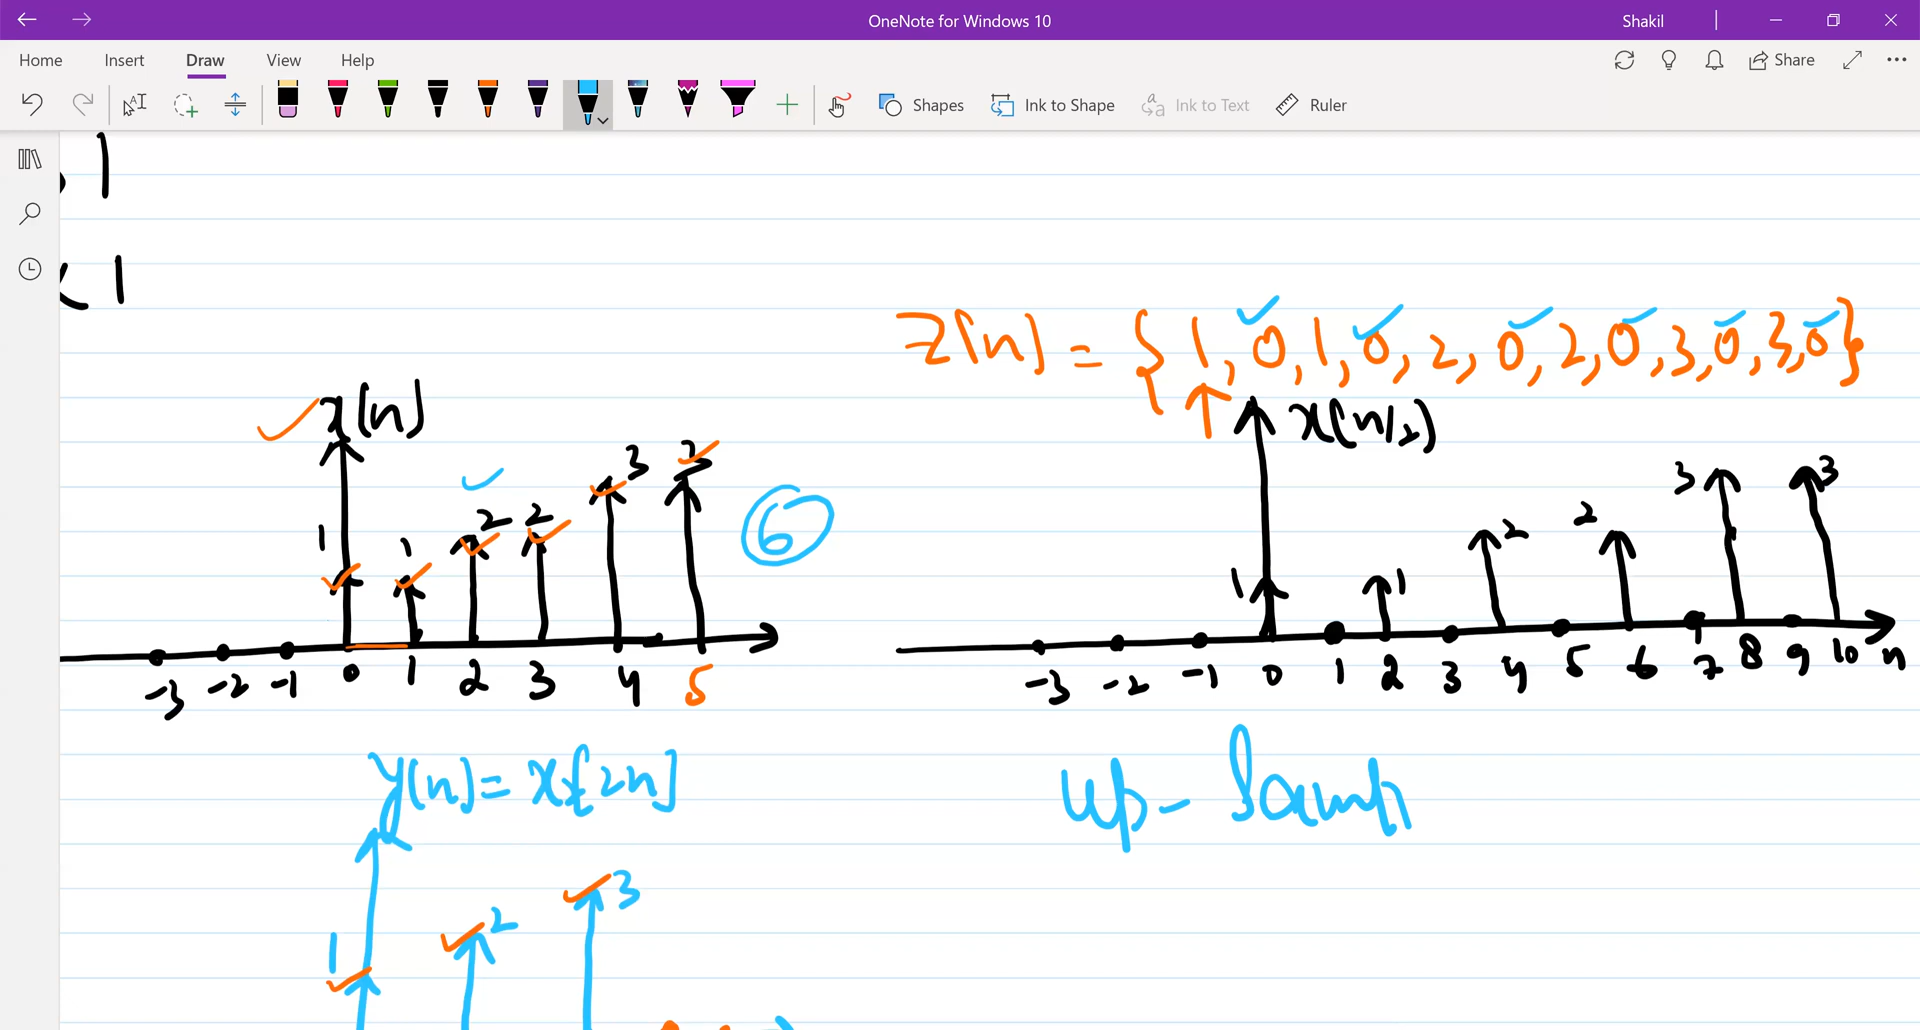 OneNote for Windows 10
Shakil
Home Insert Draw View Help
Share
Shapes Ink to Shape Ink to Text Ruler
1
< 1
z[n] = { 1, 0, 1, 0, 2, 0, 2, 0, 3, 0, 3, 0 }
x[n]
1 1 2 2 3 3
6
-3 -2 -1 0 1 2 3 4 5
x(n/2)
1 1 2 2 3 3
-3 -2 -1 0 1 2 3 4 5 6 7 8 9 10 n
y[n] = x[2n]
up - Samp
1 2 3